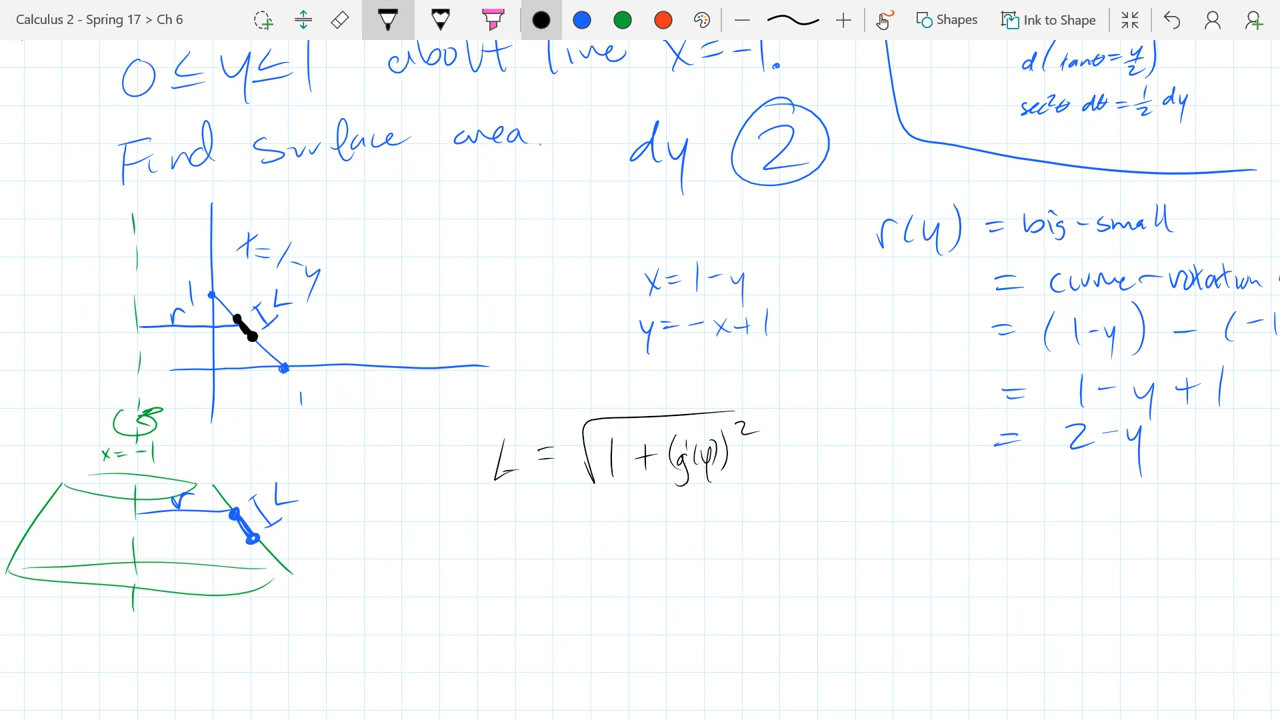 Calculus 2 - Spring 17 > Ch 6
Shapes
Ink to Shape
0 ≤ y ≤ 1 about line x = -1.
Find surface area. dy 2
d(tanθ = y/2)
sec²θ dθ = 1/2 dy
x = 1-y
1
r
L
1
x = -1
r
L
x = 1-y
y = -x+1
L = √(1 + (g'(y))²
r(y) = big-small
= curve-rotation
= (1-y) - (-1
= 1-y+1
= 2-y